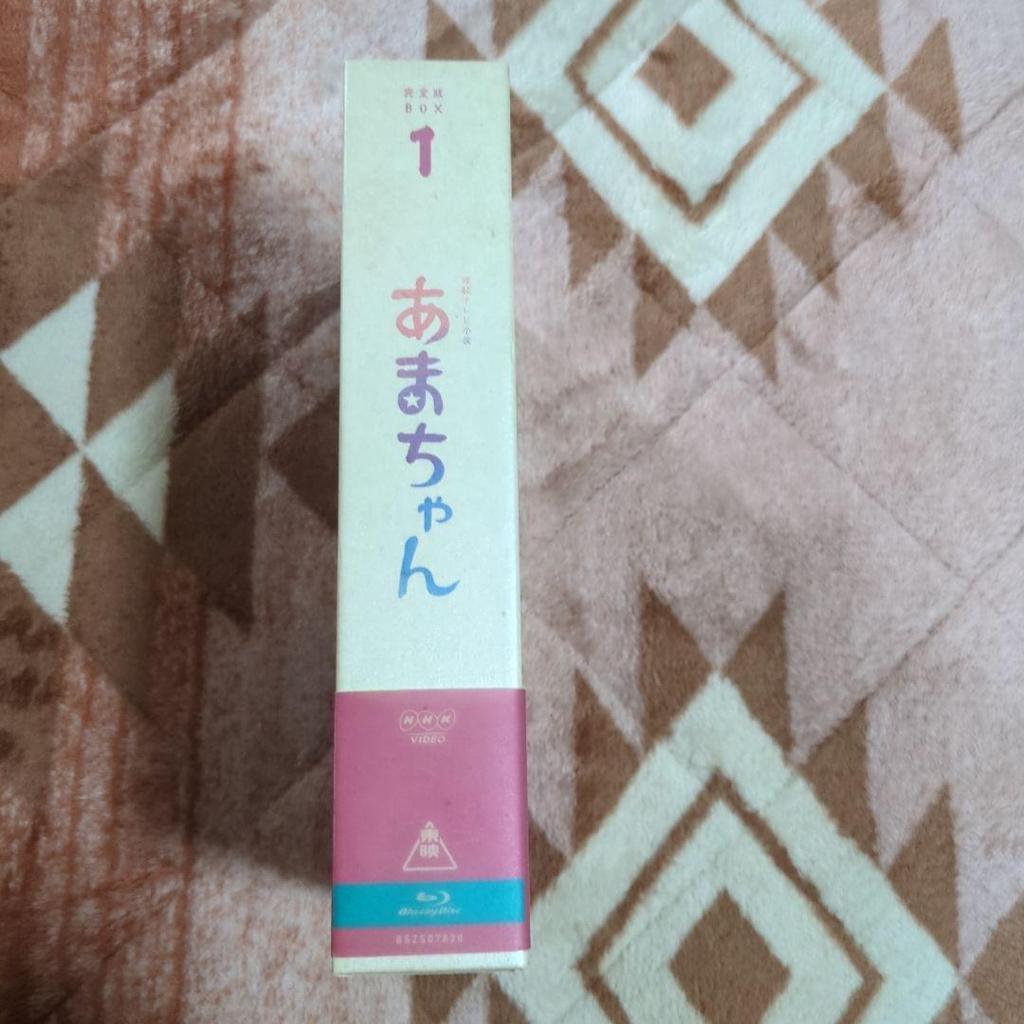 完全版
BOX
1
連続テレビ小説
あまちゃん
NHK
VIDEO
東映
Blu-ray Disc